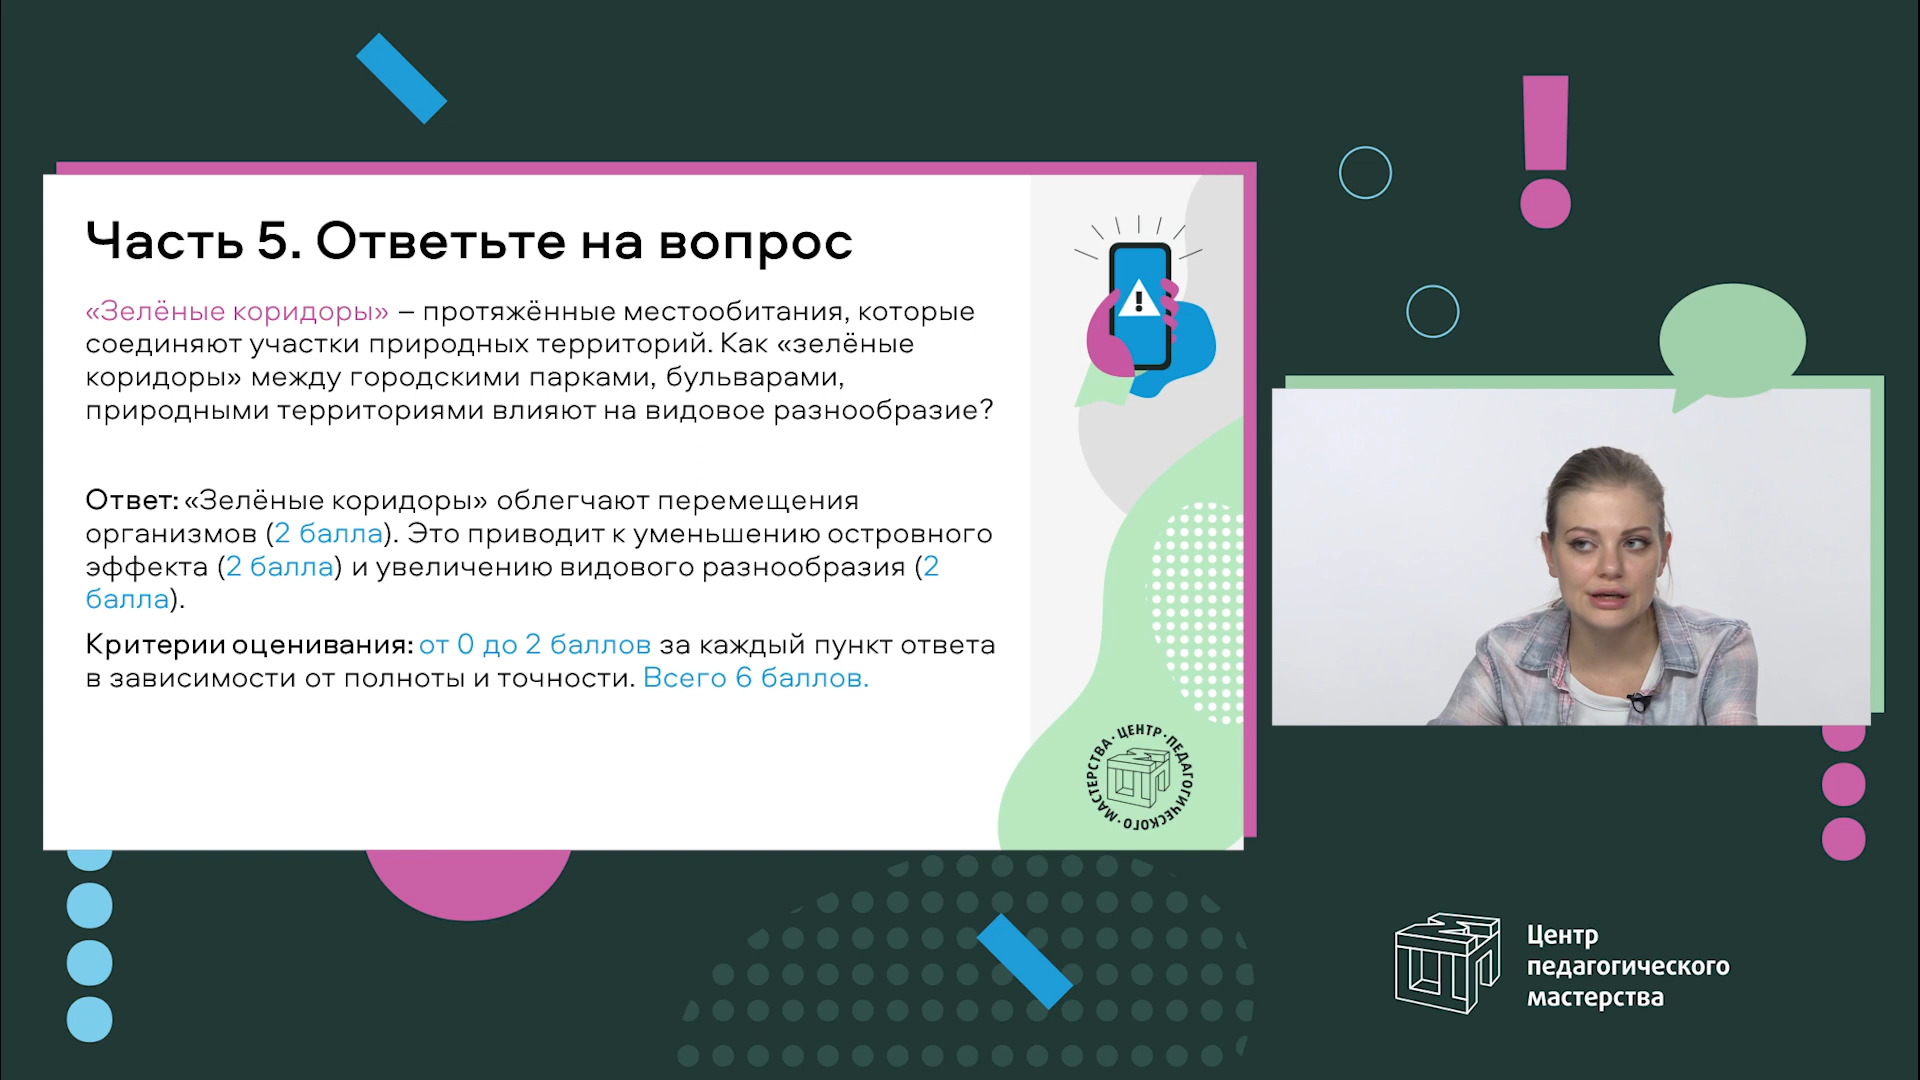 Часть 5. Ответьте на вопрос
«Зелёные коридоры» – протяжённые местообитания, которые
соединяют участки природных территорий. Как «зелёные
коридоры» между городскими парками, бульварами,
природными территориями влияют на видовое разнообразие?
Ответ: «Зелёные коридоры» облегчают перемещения
организмов (2 балла). Это приводит к уменьшению островного
эффекта (2 балла) и увеличению видового разнообразия (2
балла).
Критерии оценивания: от 0 до 2 баллов за каждый пункт ответа
в зависимости от полноты и точности. Всего 6 баллов.
!
ЦЕНТР · ПЕДАГОГИЧЕСКОГО · МАСТЕРСТВА ·
Центр
педагогического
мастерства